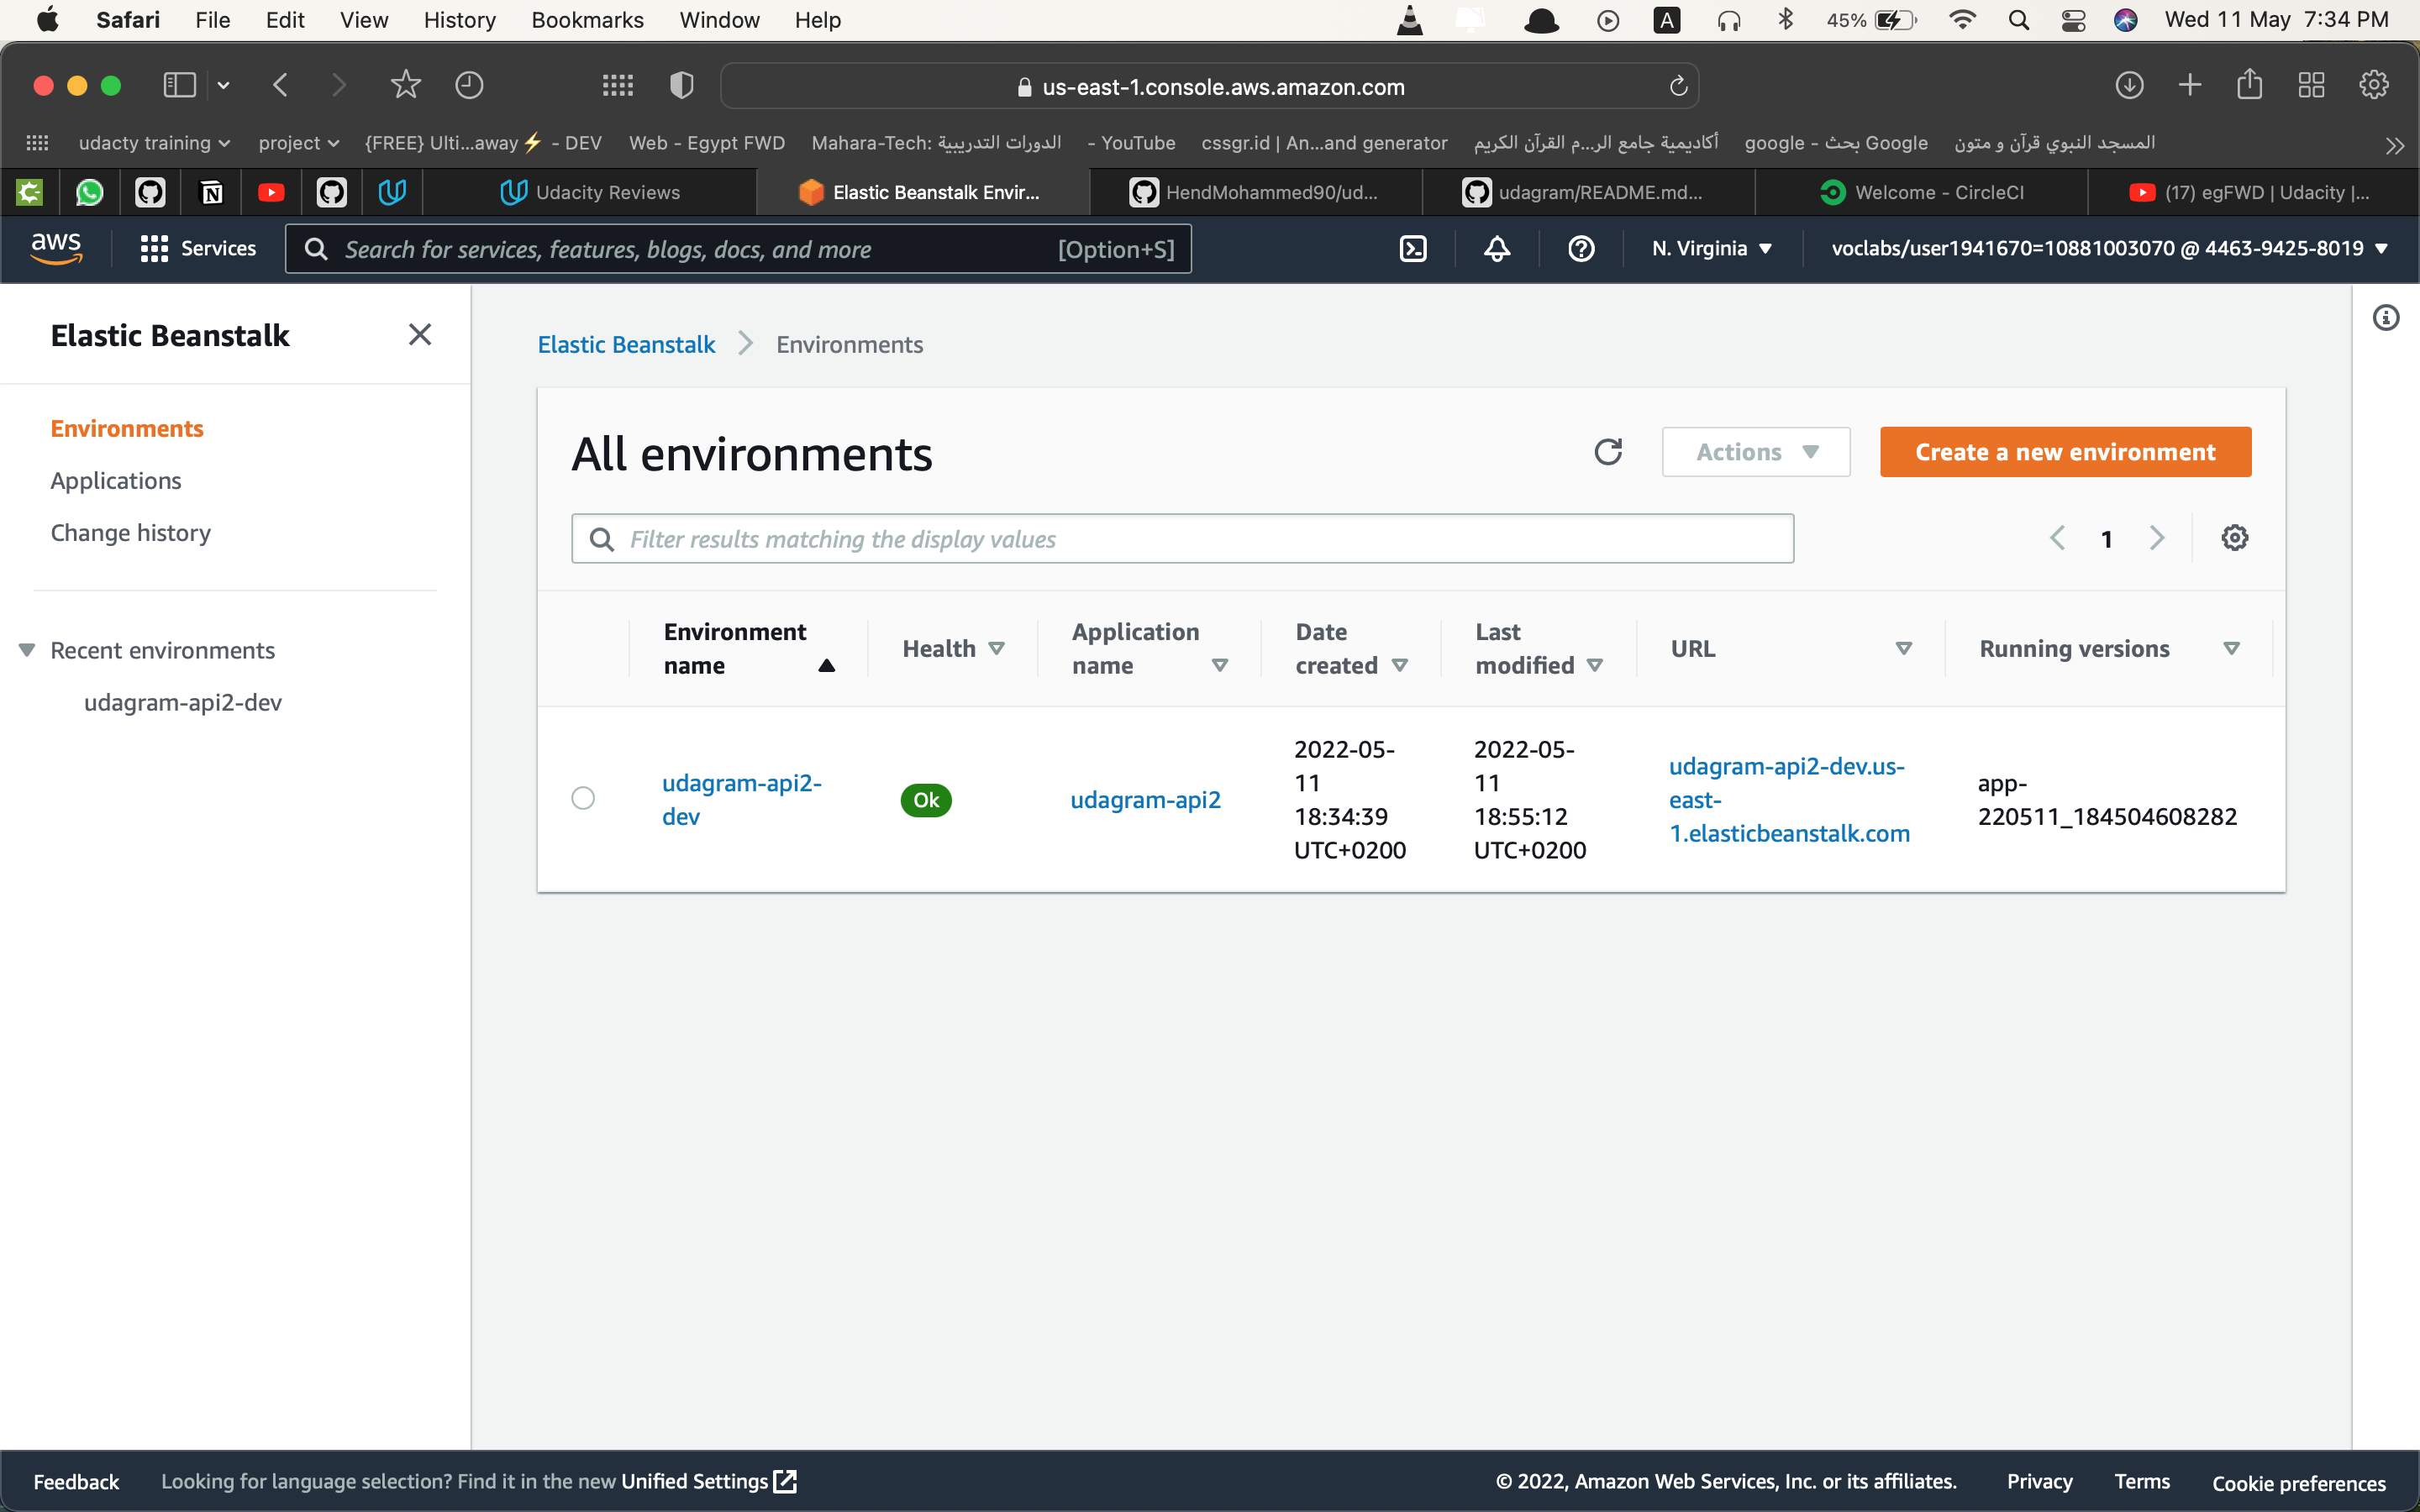 Safari File Edit View History Bookmarks Window Help A 45% Wed 11 May 7:34 PM
us-east-1.console.aws.amazon.com
udacty training project {FREE} Ulti...away⚡ - DEV Web - Egypt FWD Mahara-Tech: الدورات التدريبية - YouTube cssgr.id | An...and generator أكاديمية جامع الر...م القرآن الكريم google - بحث Google المسجد النبوي قرآن و متون
Udacity Reviews Elastic Beanstalk Envir... HendMohammed90/ud... udagram/README.md... Welcome - CircleCI (17) egFWD | Udacity |...
aws Services Search for services, features, blogs, docs, and more [Option+S] N. Virginia voclabs/user1941670=10881003070 @ 4463-9425-8019
Elastic Beanstalk
Environments
Applications
Change history
Recent environments
udagram-api2-dev
Elastic Beanstalk Environments
All environments
Actions Create a new environment
Filter results matching the display values 1
Environment name Health Application name Date created Last modified URL Running versions
udagram-api2-
dev
Ok
udagram-api2
2022-05-
11
18:34:39
UTC+0200
2022-05-
11
18:55:12
UTC+0200
udagram-api2-dev.us-
east-
1.elasticbeanstalk.com
app-
220511_184504608282
Feedback Looking for language selection? Find it in the new Unified Settings © 2022, Amazon Web Services, Inc. or its affiliates. Privacy Terms Cookie preferences